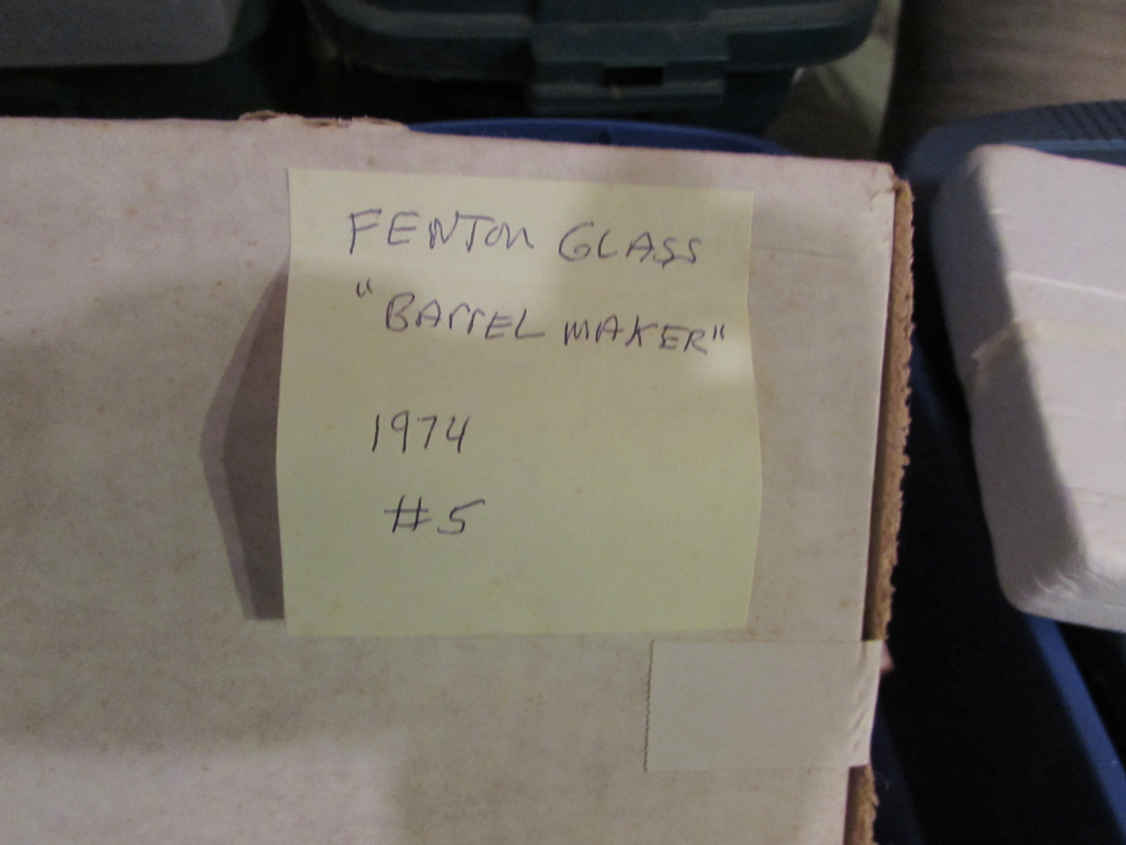 FENTON GLASS
"BARREL MAKER"
1974
#5